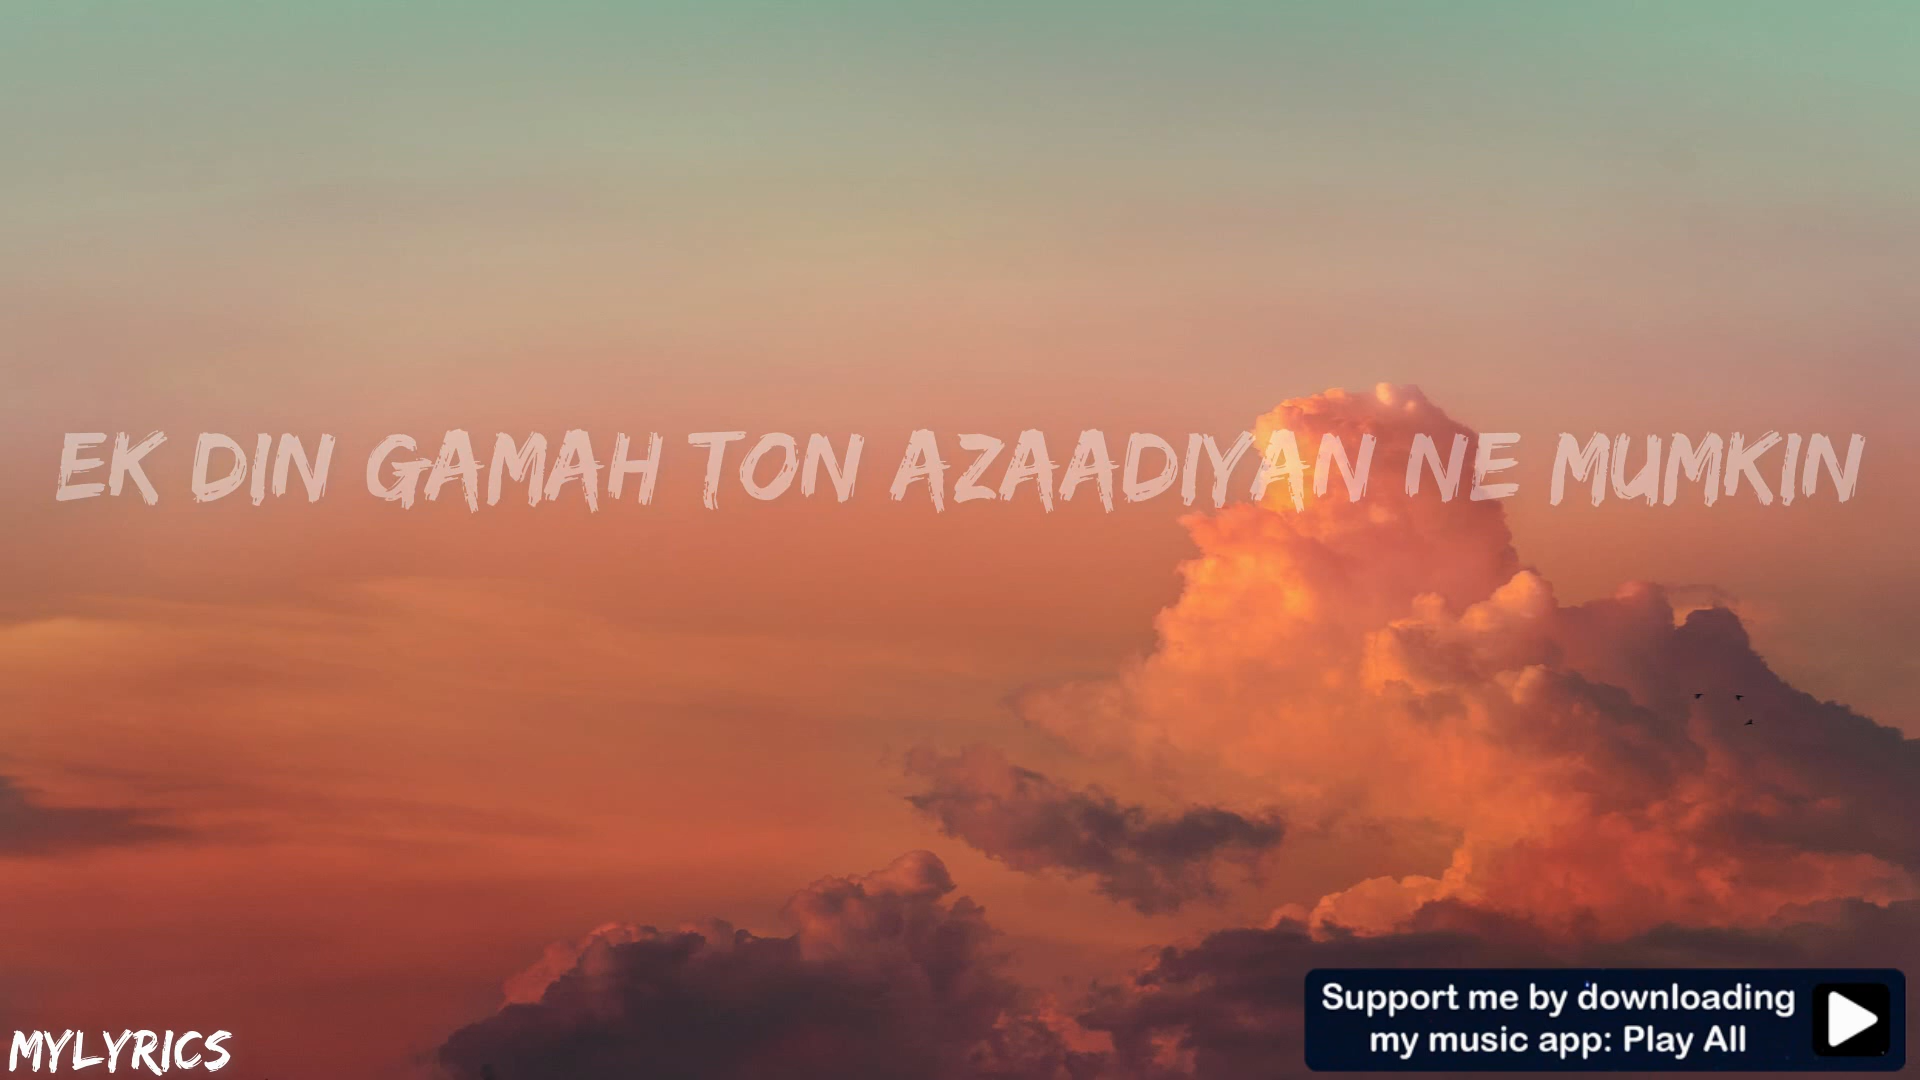 EK DIN GAMAH TON AZAADIYAN NE MUMKIN
MYLYRICS
Support me by downloading
my music app: Play All